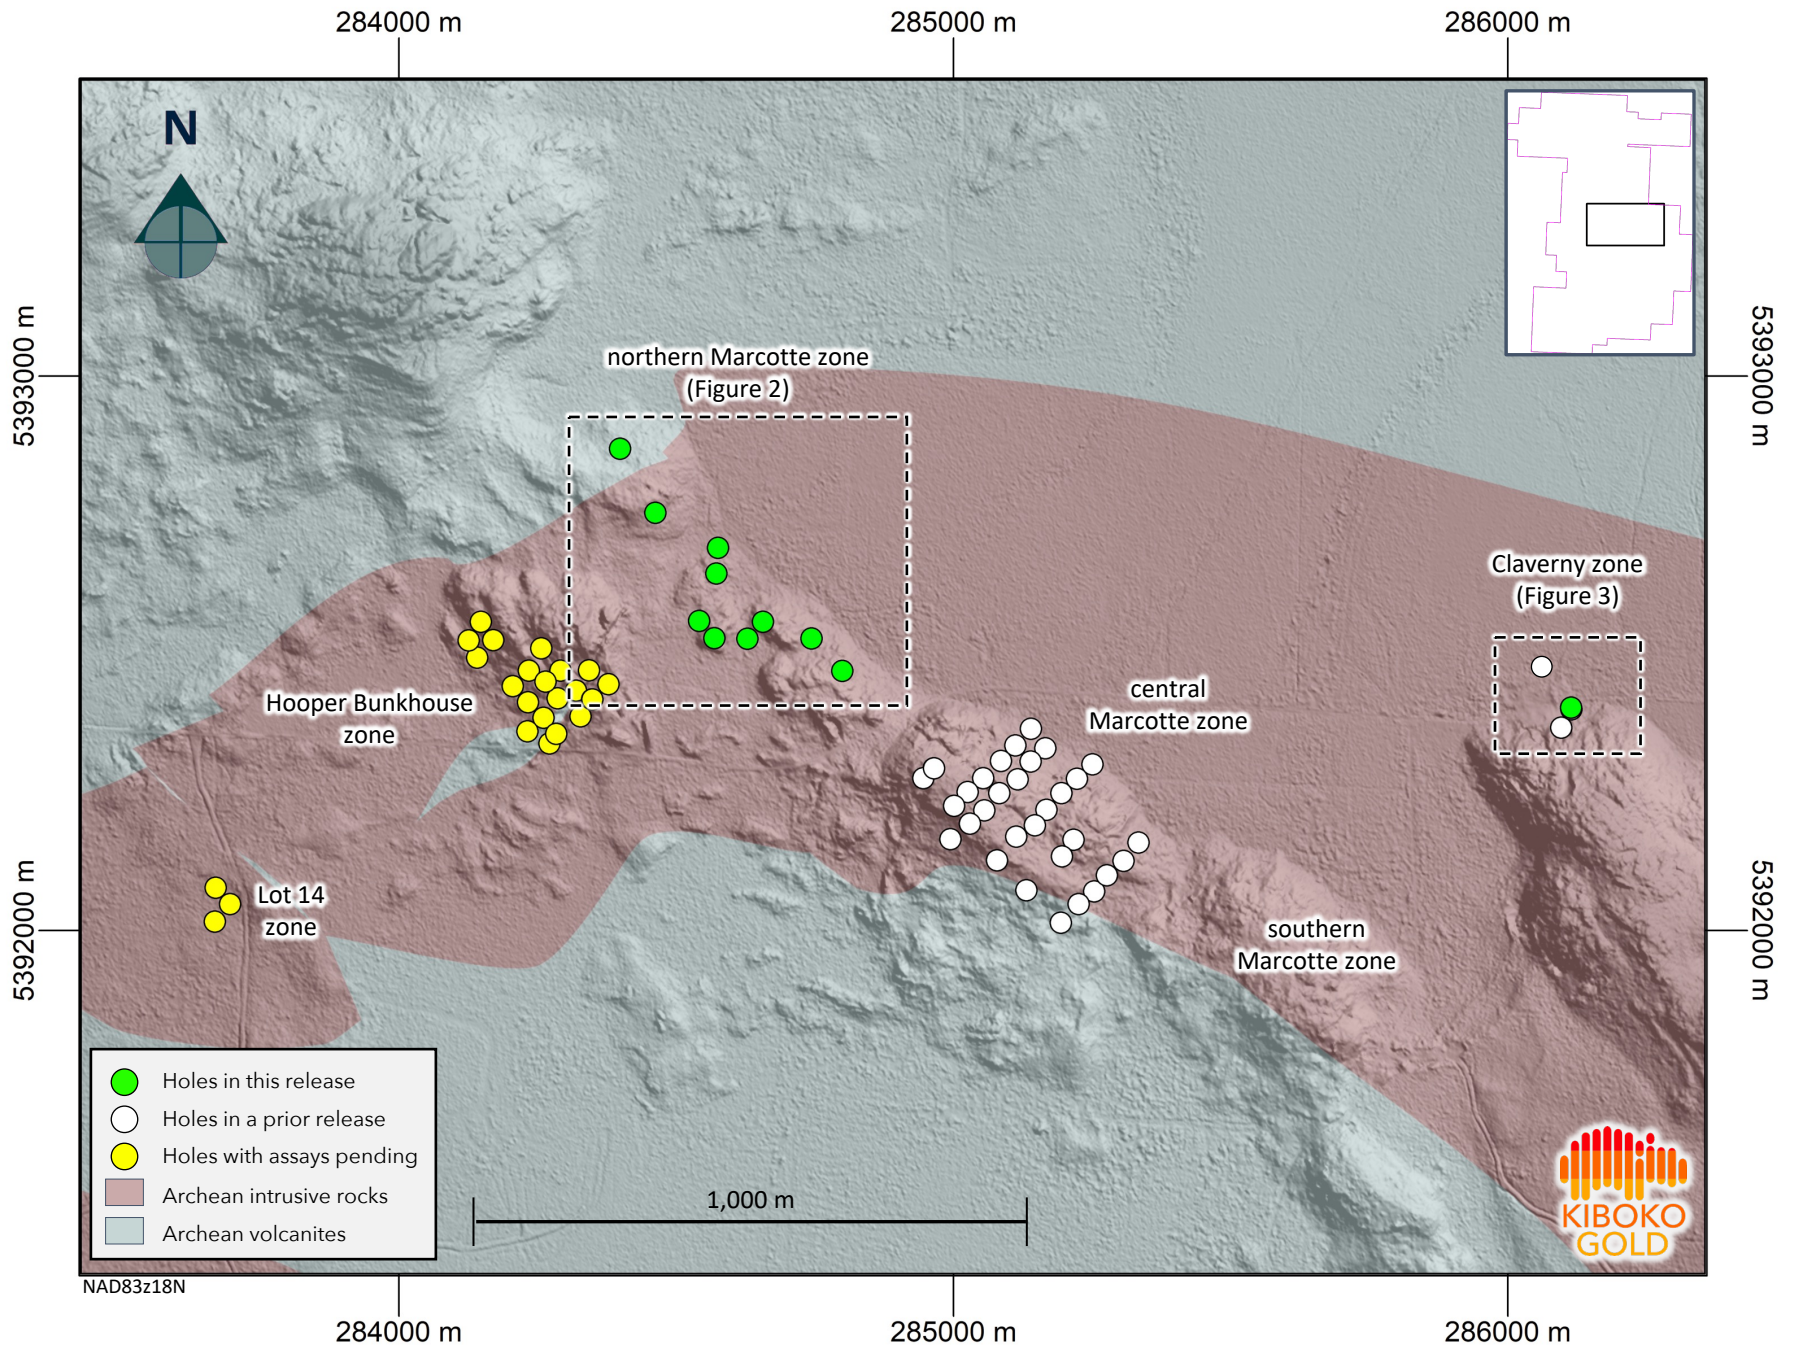 284000 m
285000 m
286000 m
N
5393000 m
5393000 m
northern Marcotte zone
(Figure 2)
Claverny zone
(Figure 3)
Hooper Bunkhouse
zone
central
Marcotte zone
Lot 14
zone
southern
Marcotte zone
5392000 m
5392000 m
Holes in this release
Holes in a prior release
Holes with assays pending
Archean intrusive rocks
Archean volcanites
1,000 m
KIBOKO
GOLD
NAD83z18N
284000 m
285000 m
286000 m